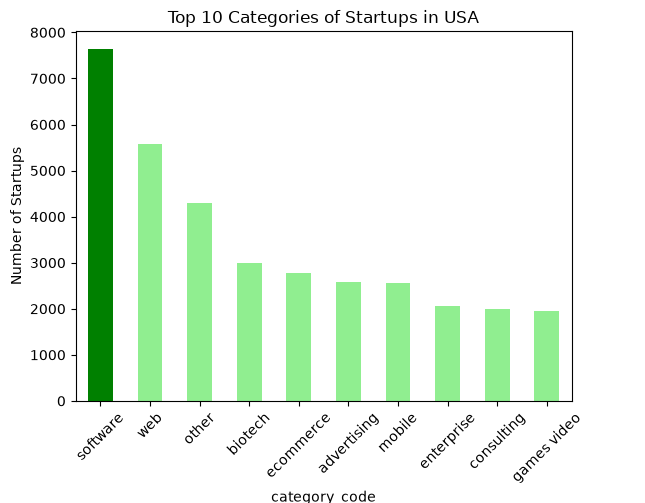 Top 10 Categories of Startups in USA
Number of Startups
8000
7000
6000
5000
4000
3000
2000
1000
0
software
web
other
biotech
ecommerce
advertising
mobile
enterprise
consulting
games video
category_code